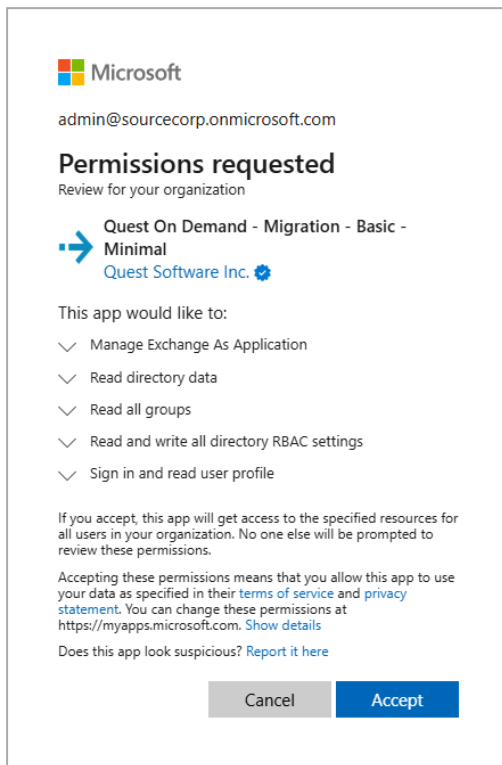 Microsoft
admin@sourcecorp.onmicrosoft.com
Permissions requested
Review for your organization
Quest On Demand - Migration - Basic -
Minimal
Quest Software Inc.
This app would like to:
Manage Exchange As Application
Read directory data
Read all groups
Read and write all directory RBAC settings
Sign in and read user profile
If you accept, this app will get access to the specified resources for
all users in your organization. No one else will be prompted to
review these permissions.
Accepting these permissions means that you allow this app to use
your data as specified in their terms of service and privacy
statement. You can change these permissions at
https://myapps.microsoft.com. Show details
Does this app look suspicious? Report it here
Cancel
Accept